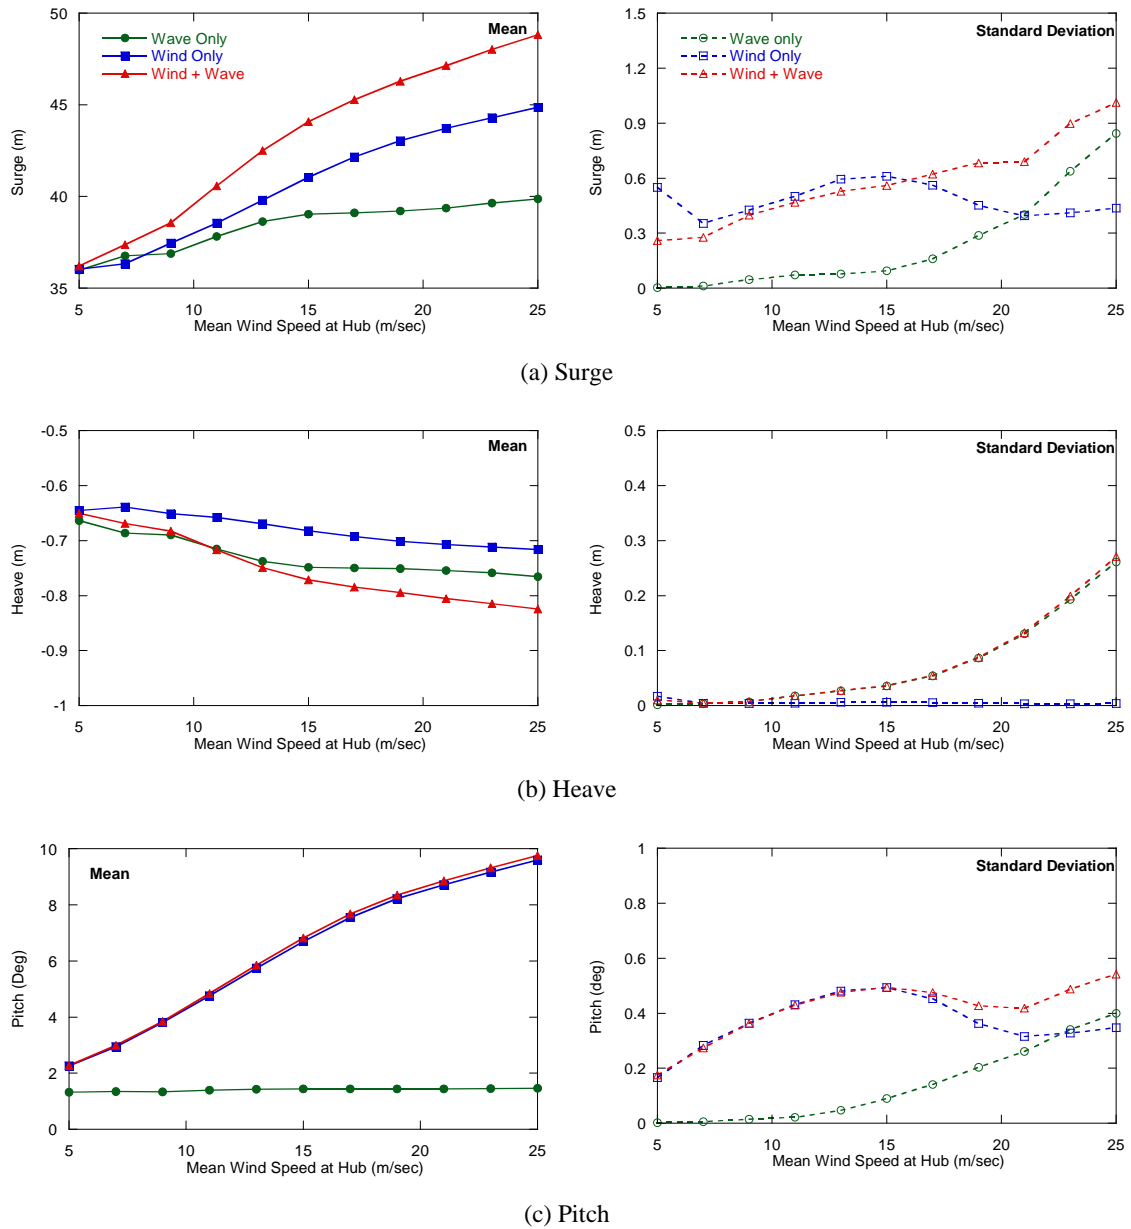 50
45
40
35
Surge (m)
Mean
Wave Only
Wind Only
Wind + Wave
5
10
15
20
25
Mean Wind Speed at Hub (m/sec)
1.5
1.2
0.9
0.6
0.3
0
Surge (m)
Standard Deviation
Wave only
Wind Only
Wind + Wave
5
10
15
20
25
Mean Wind Speed at Hub (m/sec)
(a) Surge
-0.5
-0.6
-0.7
-0.8
-0.9
-1
Heave (m)
Mean
5
10
15
20
25
Mean Wind Speed at Hub (m/sec)
0.5
0.4
0.3
0.2
0.1
0
Heave (m)
Standard Deviation
5
10
15
20
25
Mean Wind Speed at Hub (m/sec)
(b) Heave
10
8
6
4
2
0
Pitch (Deg)
Mean
5
10
15
20
25
Mean Wind Speed at Hub (m/sec)
1
0.8
0.6
0.4
0.2
0
Pitch (deg)
Standard Deviation
5
10
15
20
25
Mean Wind Speed at Hub (m/sec)
(c) Pitch